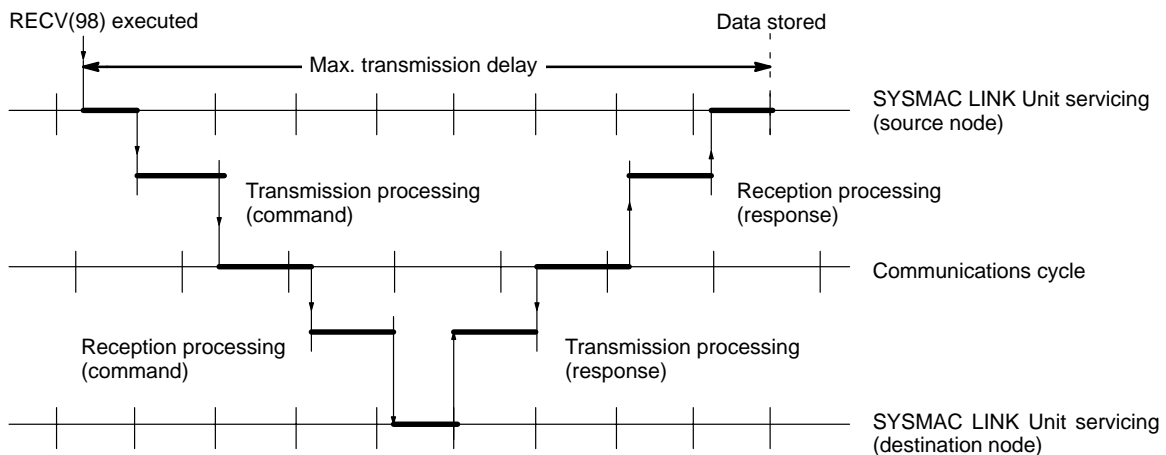 RECV(98) executed
Data stored
Max. transmission delay
SYSMAC LINK Unit servicing
(source node)
Transmission processing
(command)
Reception processing
(response)
Communications cycle
Reception processing
(command)
Transmission processing
(response)
SYSMAC LINK Unit servicing
(destination node)